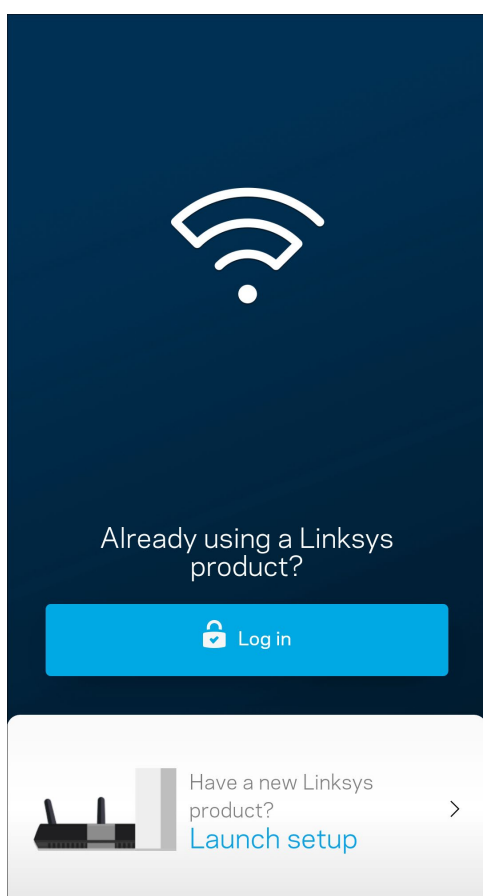 Already using a Linksys
product?
Log in
Have a new Linksys
product?
Launch setup